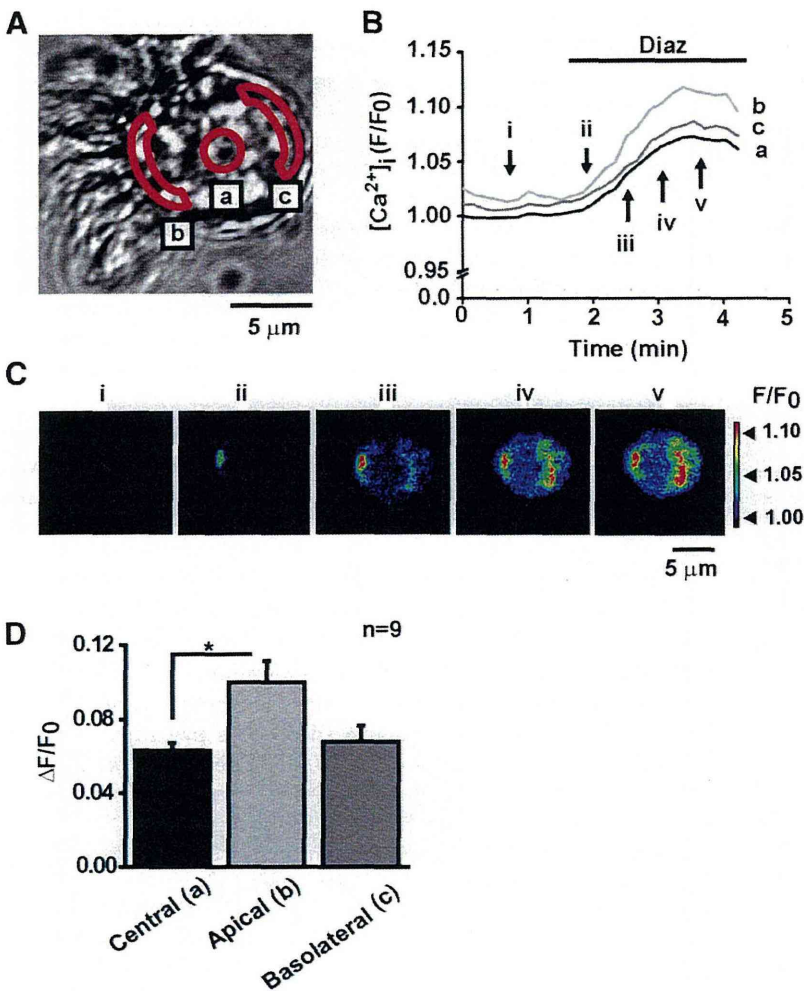 A
a
b
c
5 μm
B
Diaz
[Ca²⁺]i (F/F₀)
1.15
1.10
1.05
1.00
0.95
0.0
i
ii
iii
iv
v
b
c
a
0 1 2 3 4 5
Time (min)
C
i ii iii iv v
F/F₀
1.10
1.05
1.00
5 μm
D
n=9
*
ΔF/F₀
0.12
0.08
0.04
0.00
Central (a)
Apical (b)
Basolateral (c)